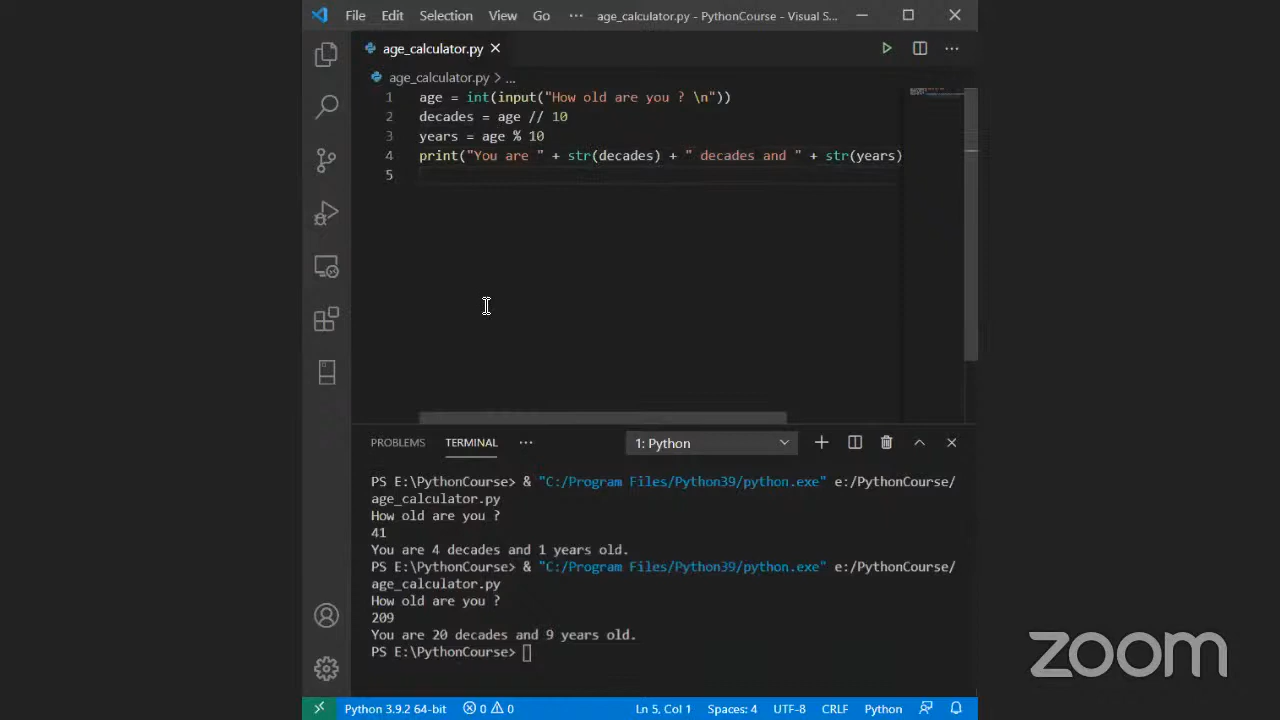 File Edit Selection View Go ··· age_calculator.py - PythonCourse - Visual S...
age_calculator.py
age_calculator.py > ...
1 age = int(input("How old are you ? \n"))
2 decades = age // 10
3 years = age % 10
4 print("You are " + str(decades) + " decades and " + str(years)
5
PROBLEMS TERMINAL ··· 1: Python
PS E:\PythonCourse> & "C:/Program Files/Python39/python.exe" e:/PythonCourse/
age_calculator.py
How old are you ?
41
You are 4 decades and 1 years old.
PS E:\PythonCourse> & "C:/Program Files/Python39/python.exe" e:/PythonCourse/
age_calculator.py
How old are you ?
209
You are 20 decades and 9 years old.
PS E:\PythonCourse>
zoom
Python 3.9.2 64-bit 0 0 Ln 5, Col 1 Spaces: 4 UTF-8 CRLF Python